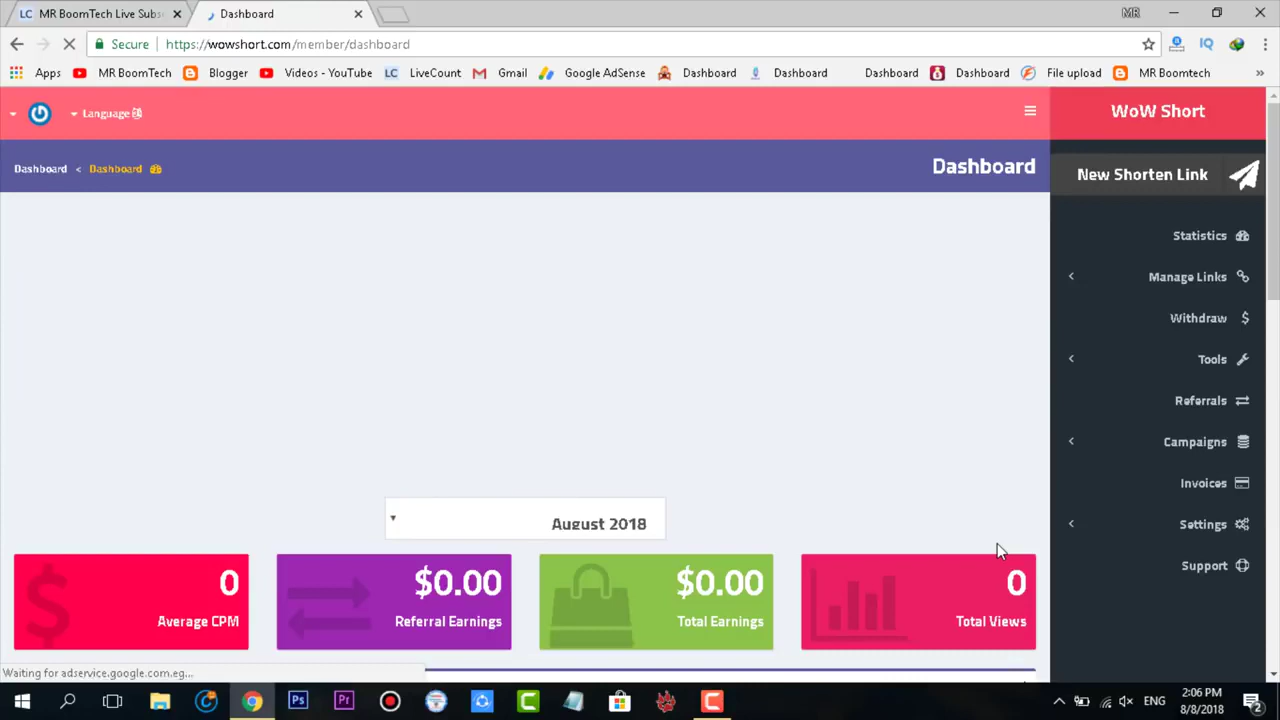 MR BoomTech Live Subs
Dashboard
MR
Secure
https://wowshort.com/member/dashboard
Apps
MR BoomTech
Blogger
Videos - YouTube
LiveCount
Gmail
Google AdSense
Dashboard
Dashboard
Dashboard
Dashboard
File upload
MR Boomtech
Language
WoW Short
Dashboard < Dashboard
Dashboard
New Shorten Link
Statistics
Manage Links
Withdraw
Tools
Referrals
Campaigns
Invoices
Settings
Support
August 2018
0
Average CPM
$0.00
Referral Earnings
$0.00
Total Earnings
0
Total Views
Waiting for adservice.google.com.eg...
ENG
2:06 PM
8/8/2018
2